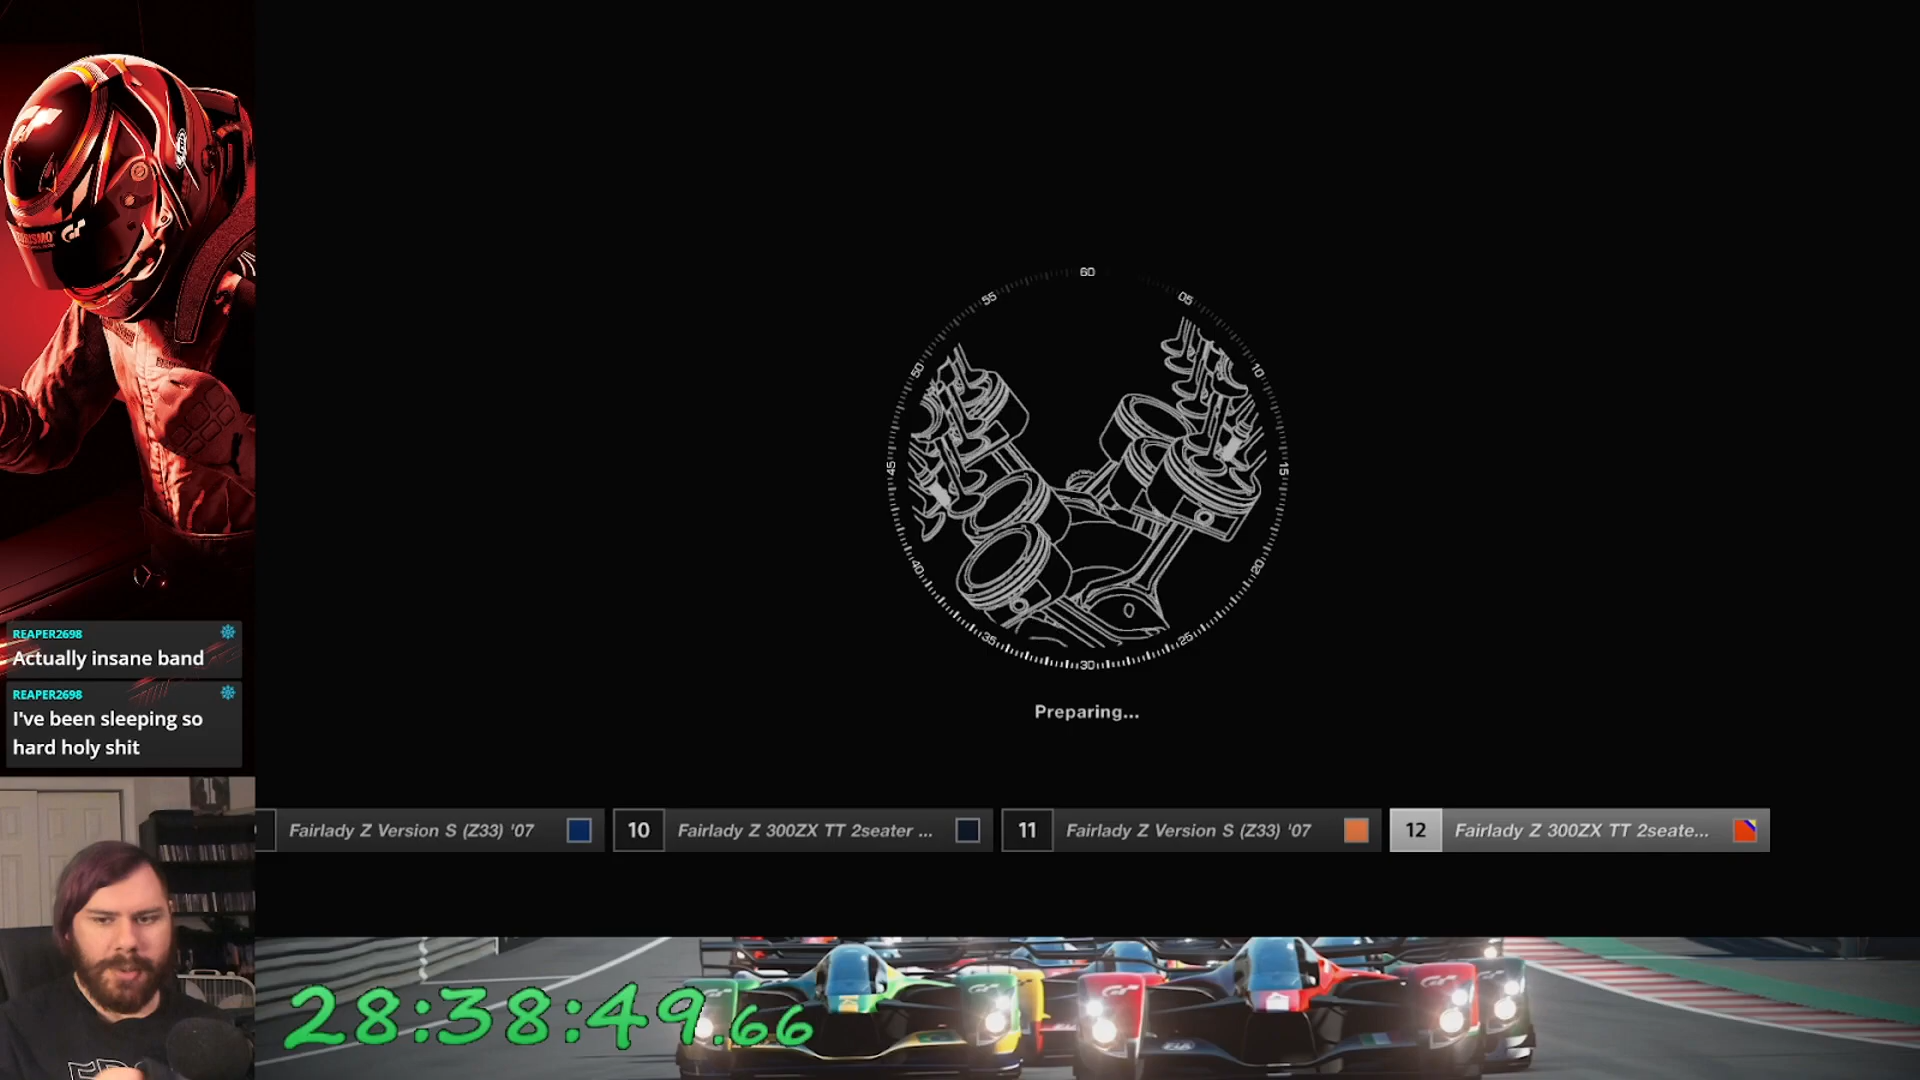 REAPER2698
Actually insane band
REAPER2698
I've been sleeping so
hard holy shit
60
05
10
15
20
25
30
35
40
45
50
55
Preparing...
Fairlady Z Version S (Z33) '07
10 Fairlady Z 300ZX TT 2seater ...
11 Fairlady Z Version S (Z33) '07
12 Fairlady Z 300ZX TT 2seate...
28:38:49.66